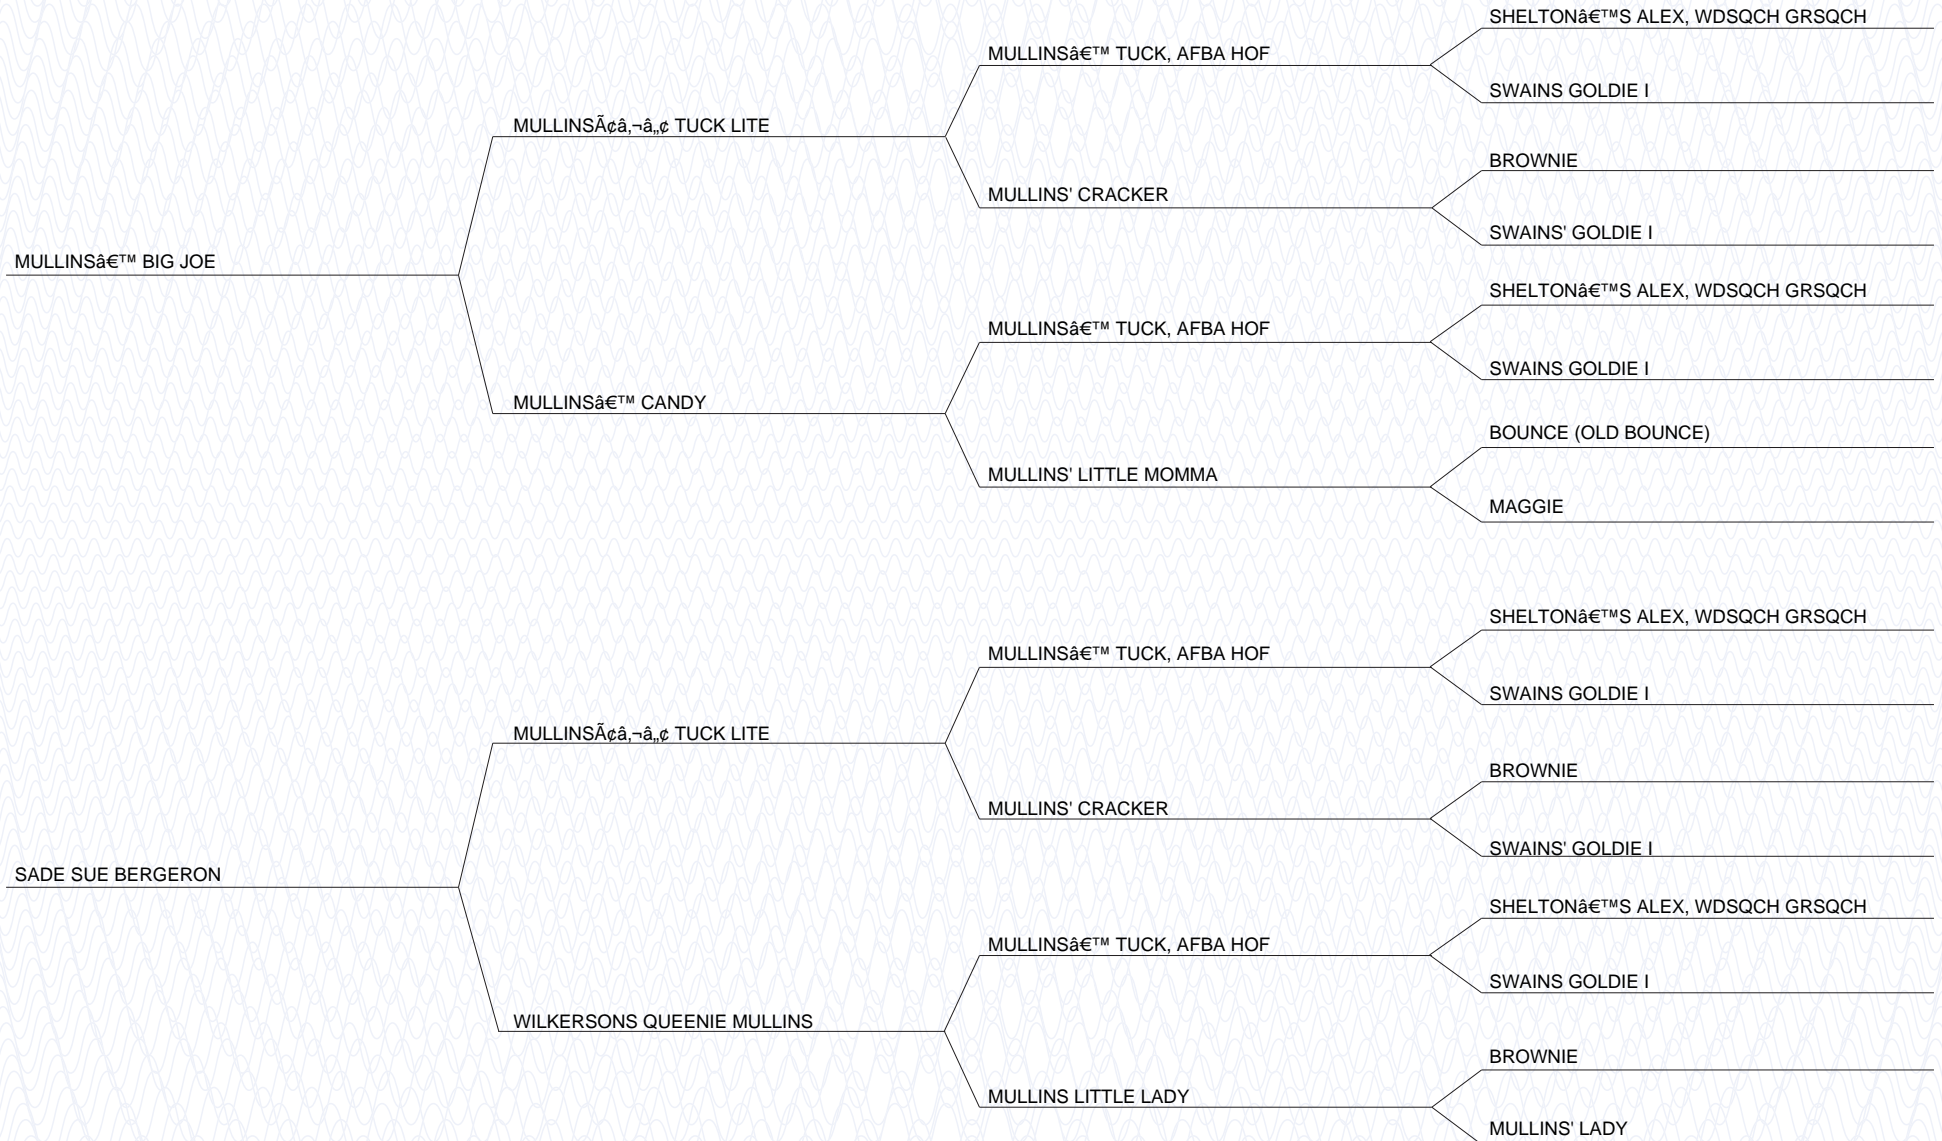 SHELTONâ€™S ALEX, WDSQCH GRSQCH
MULLINSâ€™ TUCK, AFBA HOF
SWAINS GOLDIE I
MULLINSÃ¢â‚¬â„¢ TUCK LITE
BROWNIE
MULLINS' CRACKER
SWAINS' GOLDIE I
MULLINSâ€™ BIG JOE
SHELTONâ€™S ALEX, WDSQCH GRSQCH
MULLINSâ€™ TUCK, AFBA HOF
SWAINS GOLDIE I
MULLINSâ€™ CANDY
BOUNCE (OLD BOUNCE)
MULLINS' LITTLE MOMMA
MAGGIE
SHELTONâ€™S ALEX, WDSQCH GRSQCH
MULLINSâ€™ TUCK, AFBA HOF
SWAINS GOLDIE I
MULLINSÃ¢â‚¬â„¢ TUCK LITE
BROWNIE
MULLINS' CRACKER
SWAINS' GOLDIE I
SADE SUE BERGERON
SHELTONâ€™S ALEX, WDSQCH GRSQCH
MULLINSâ€™ TUCK, AFBA HOF
SWAINS GOLDIE I
WILKERSONS QUEENIE MULLINS
BROWNIE
MULLINS LITTLE LADY
MULLINS' LADY